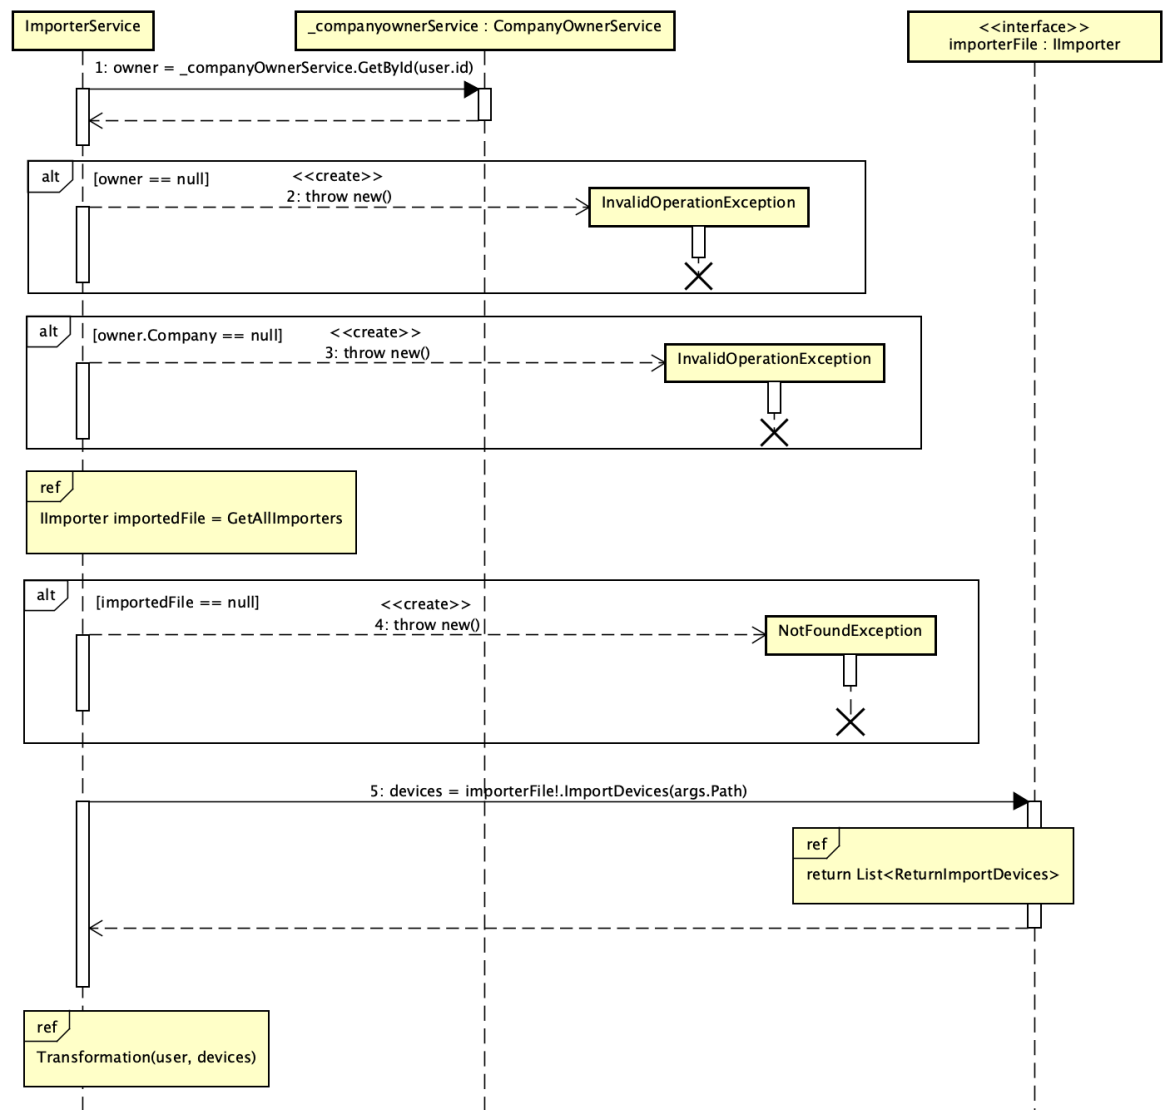 ImporterService
_companyownerService : CompanyOwnerService
<<interface>>
importerFile : IImporter
1: owner = _companyOwnerService.GetById(user.id)
alt
[owner == null]
<<create>>
2: throw new()
InvalidOperationException
alt
[owner.Company == null]
<<create>>
3: throw new()
InvalidOperationException
ref
IImporter importedFile = GetAllImporters
alt
[importedFile == null]
<<create>>
4: throw new()
NotFoundException
5: devices = importerFile!.ImportDevices(args.Path)
ref
return List<ReturnImportDevices>
ref
Transformation(user, devices)